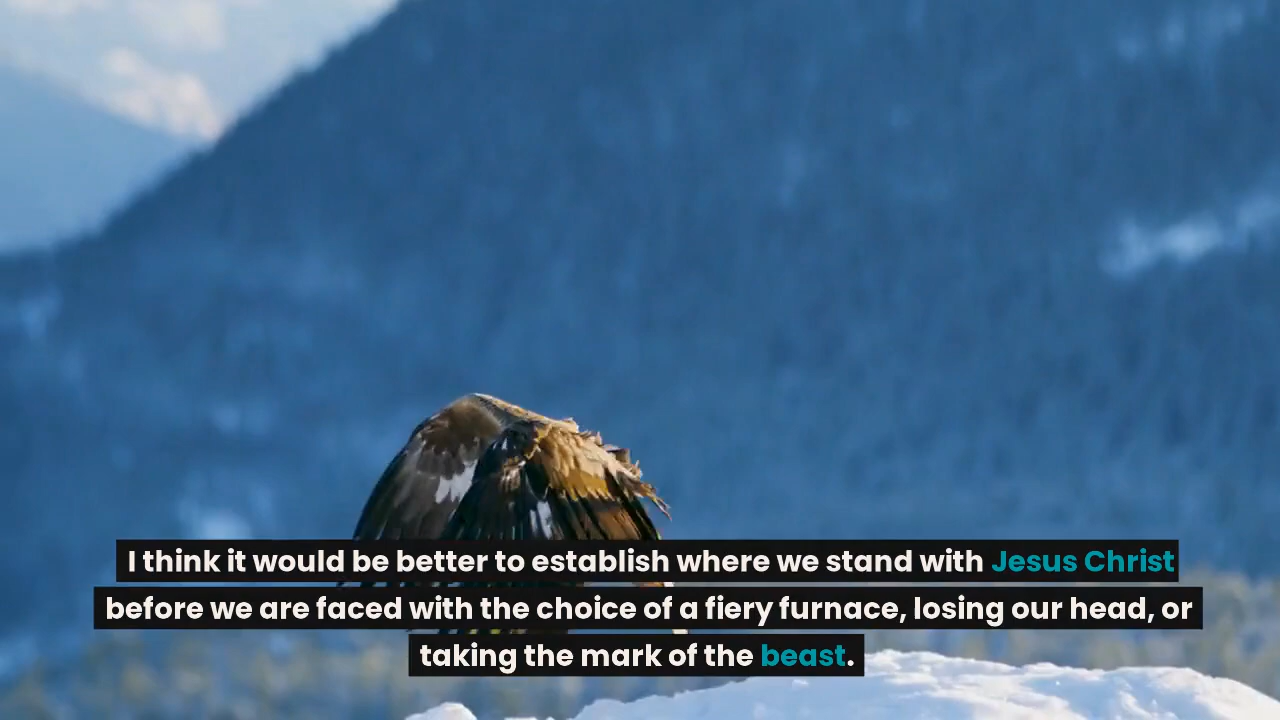 I think it would be better to establish where we stand with Jesus Christ
before we are faced with the choice of a fiery furnace, losing our head, or
taking the mark of the beast.